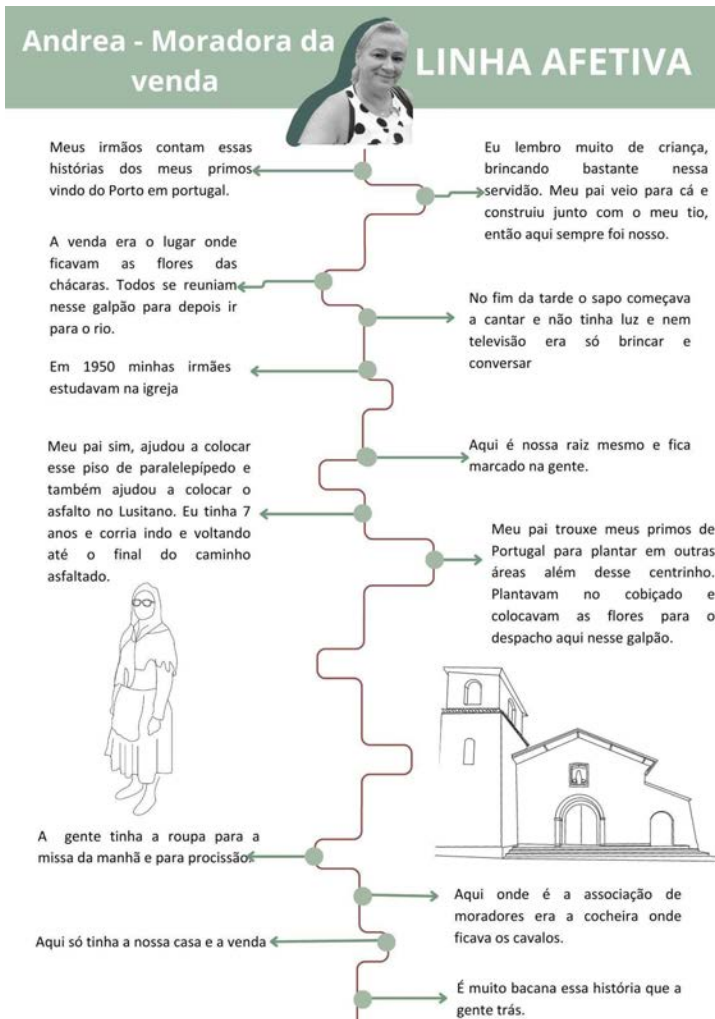 Andrea - Moradora da
venda
LINHA AFETIVA
Meus irmãos contam essas
histórias dos meus primos
vindo do Porto em portugal.
Eu lembro muito de criança,
brincando bastante nessa
servidão. Meu pai veio para cá e
construiu junto com o meu tio,
então aqui sempre foi nosso.
A venda era o lugar onde
ficavam as flores das
chácaras. Todos se reuniam
nesse galpão para depois ir
para o rio.
No fim da tarde o sapo começava
a cantar e não tinha luz e nem
televisão era só brincar e
conversar
Em 1950 minhas irmães
estudavam na igreja
Aqui é nossa raiz mesmo e fica
marcado na gente.
Meu pai sim, ajudou a colocar
esse piso de paralelepípedo e
também ajudou a colocar o
asfalto no Lusitano. Eu tinha 7
anos e corria indo e voltando
até o final do caminho
asfaltado.
Meu pai trouxe meus primos de
Portugal para plantar em outras
áreas além desse centrinho.
Plantavam no cobiçado e
colocavam as flores para o
despacho aqui nesse galpão.
A gente tinha a roupa para a
missa da manhã e para procissão.
Aqui onde é a associação de
moradores era a cocheira onde
ficava os cavalos.
Aqui só tinha a nossa casa e a venda
É muito bacana essa história que a
gente trás.